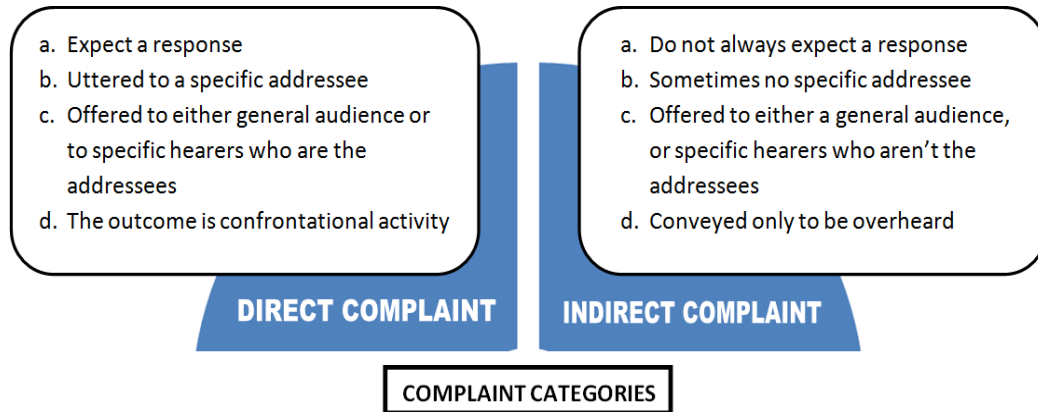 a. Expect a response
b. Uttered to a specific addressee
c. Offered to either general audience or
to specific hearers who are the
addressees
d. The outcome is confrontational activity
DIRECT COMPLAINT
a. Do not always expect a response
b. Sometimes no specific addressee
c. Offered to either a general audience,
or specific hearers who aren’t the
addressees
d. Conveyed only to be overheard
INDIRECT COMPLAINT
COMPLAINT CATEGORIES